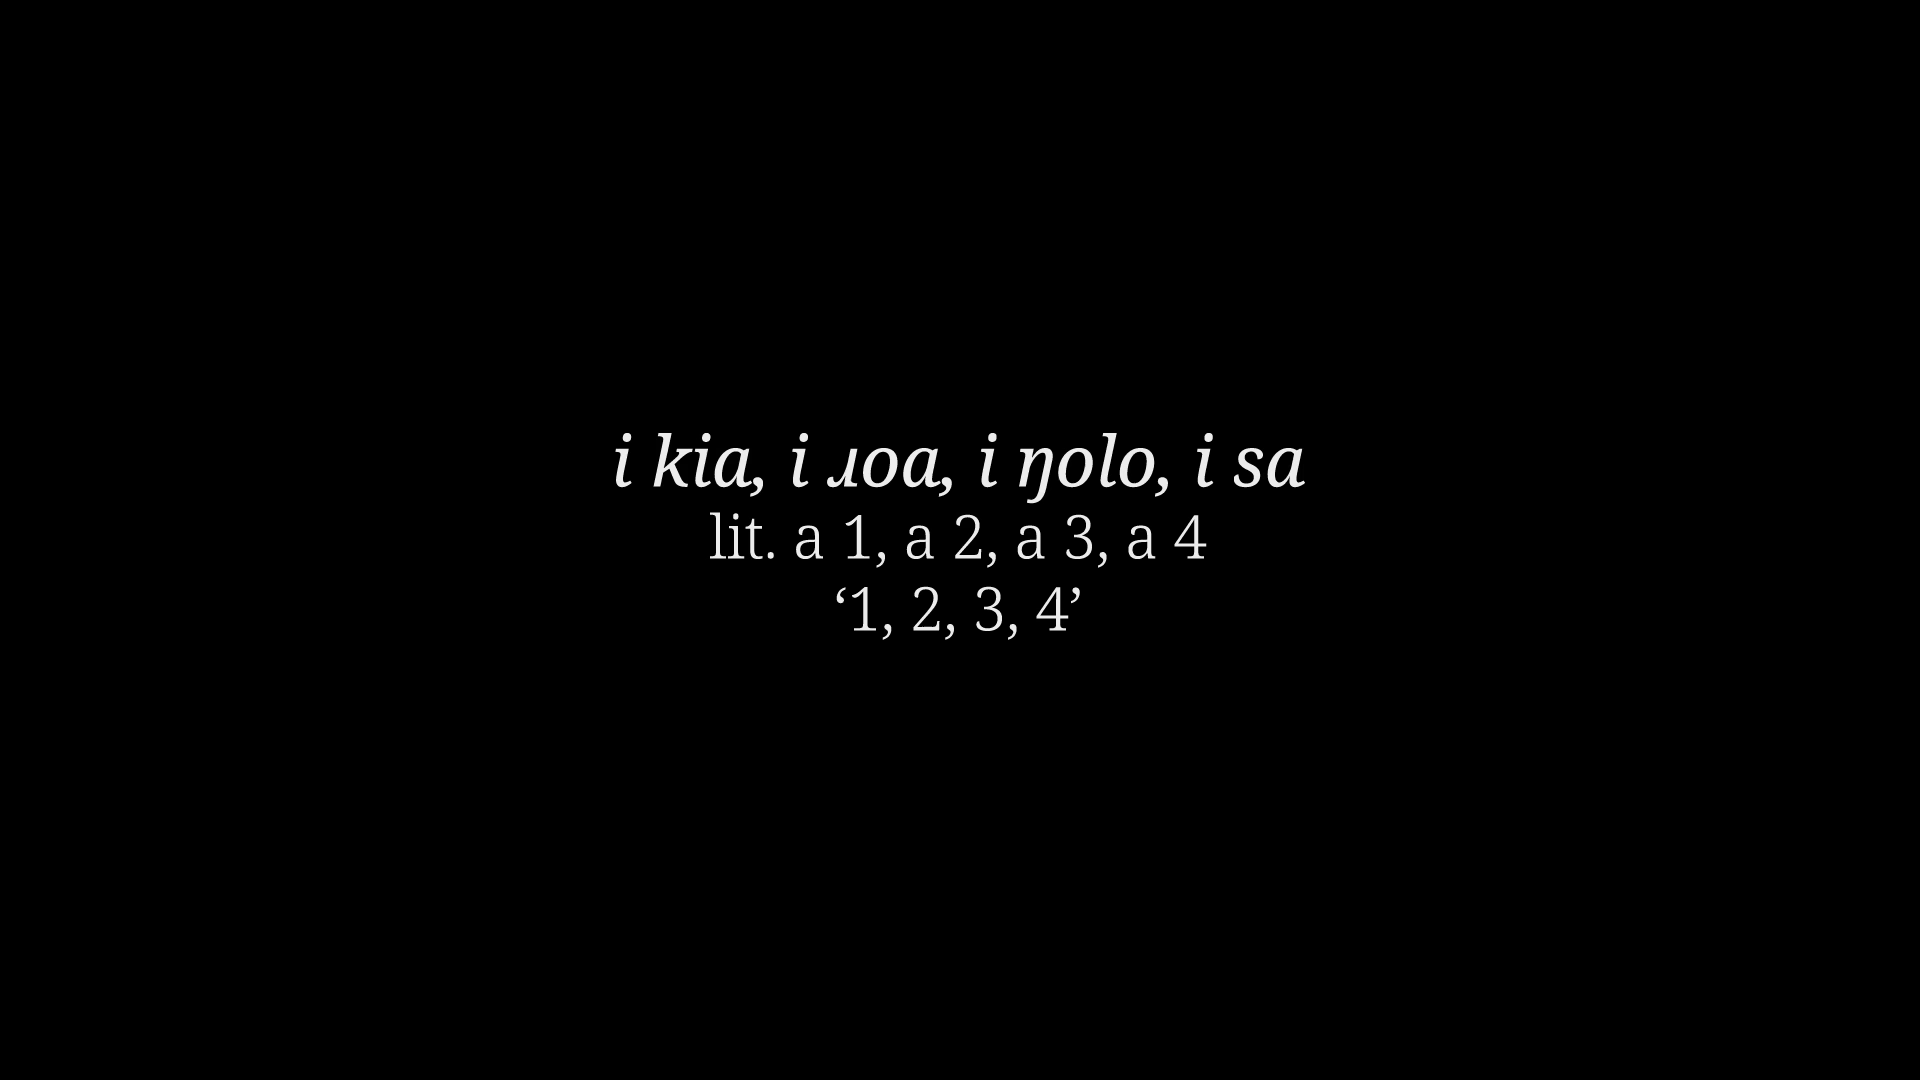 i kia, i ɹoa, i ŋolo, i sa
lit. a 1, a 2, a 3, a 4
‘1, 2, 3, 4’